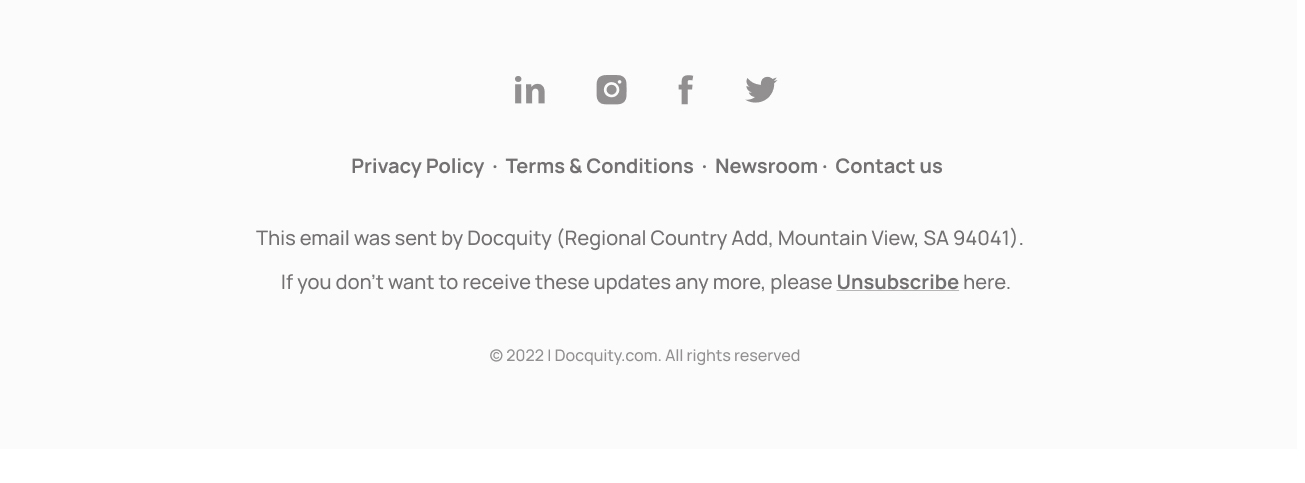 Privacy Policy · Terms & Conditions · Newsroom · Contact us
This email was sent by Docquity (Regional Country Add, Mountain View, SA 94041).
If you don't want to receive these updates any more, please Unsubscribe here.
© 2022 | Docquity.com. All rights reserved